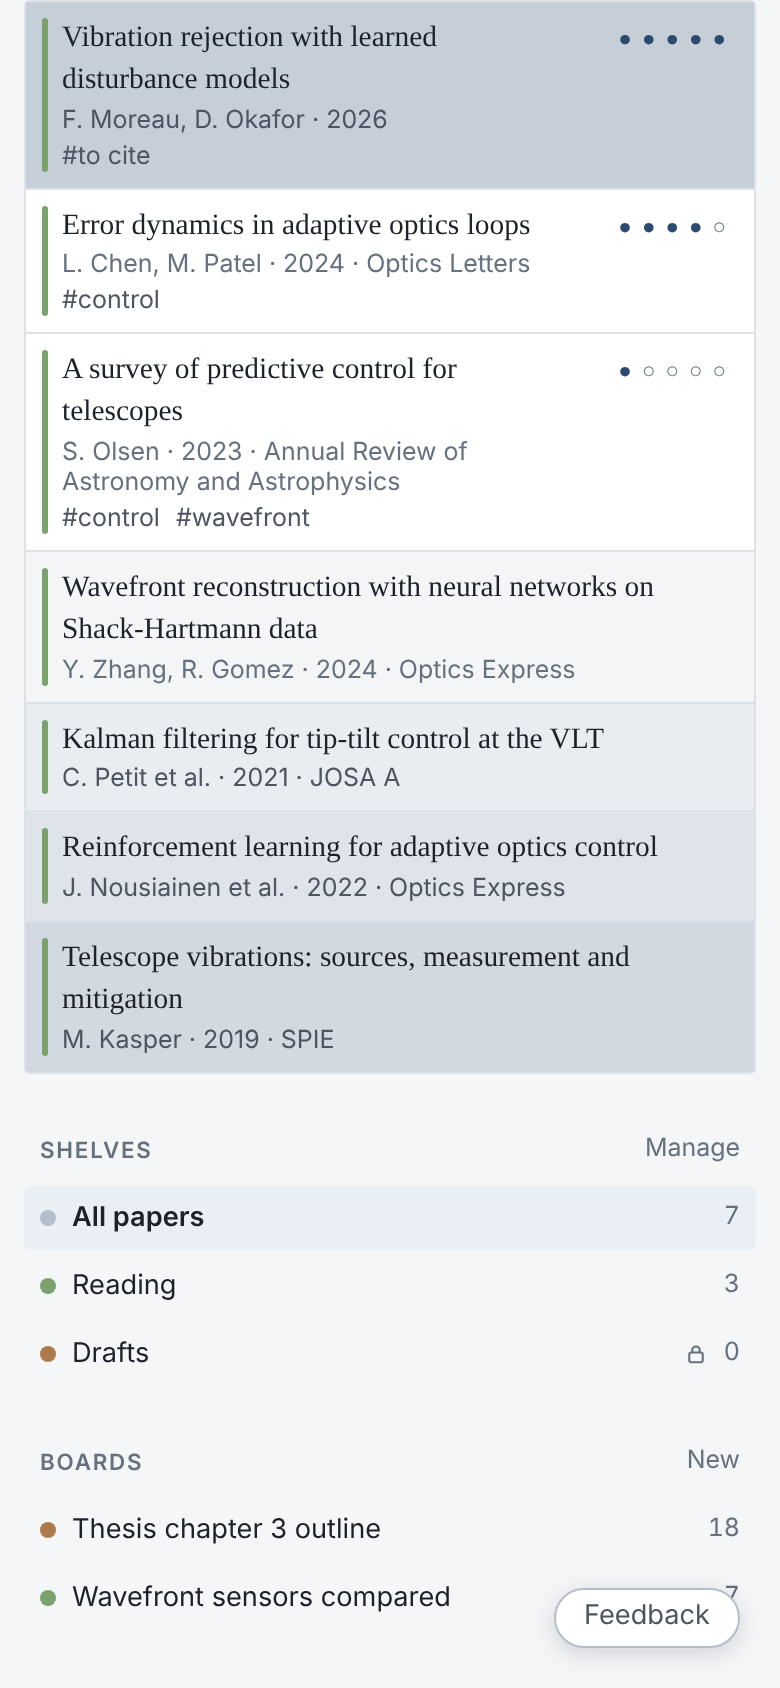 Vibration rejection with learned
disturbance models
F. Moreau, D. Okafor · 2026
#to cite
Error dynamics in adaptive optics loops
L. Chen, M. Patel · 2024 · Optics Letters
#control
A survey of predictive control for
telescopes
S. Olsen · 2023 · Annual Review of
Astronomy and Astrophysics
#control #wavefront
Wavefront reconstruction with neural networks on
Shack-Hartmann data
Y. Zhang, R. Gomez · 2024 · Optics Express
Kalman filtering for tip-tilt control at the VLT
C. Petit et al. · 2021 · JOSA A
Reinforcement learning for adaptive optics control
J. Nousiainen et al. · 2022 · Optics Express
Telescope vibrations: sources, measurement and
mitigation
M. Kasper · 2019 · SPIE
SHELVES Manage
All papers 7
Reading 3
Drafts 0
BOARDS New
Thesis chapter 3 outline 18
Wavefront sensors compared
Feedback